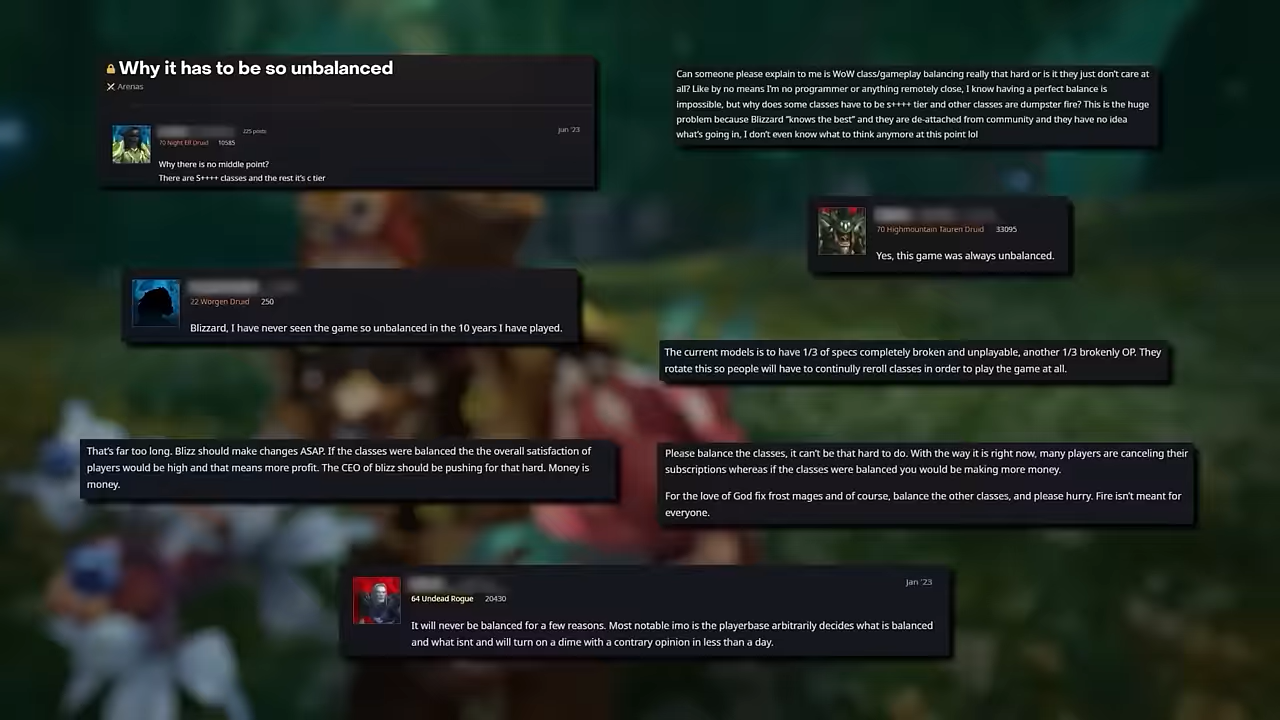 Why it has to be so unbalanced
Arenas
225 posts
Jun '23
70 Night Elf Druid 10585
Why there is no middle point?
There are S++++ classes and the rest it's c tier
Can someone please explain to me is WoW class/gameplay balancing really that hard or is it they just don't care at
all? Like by no means I'm no programmer or anything remotely close, I know having a perfect balance is
impossible, but why does some classes have to be s++++ tier and other classes are dumpster fire? This is the huge
problem because Blizzard “knows the best” and they are de-attached from community and they have no idea
what's going in, I don't even know what to think anymore at this point lol
70 Highmountain Tauren Druid 33095
Yes, this game was always unbalanced.
22 Worgen Druid 250
Blizzard, I have never seen the game so unbalanced in the 10 years I have played.
The current models is to have 1/3 of specs completely broken and unplayable, another 1/3 brokenly OP. They
rotate this so people will have to continully reroll classes in order to play the game at all.
That's far too long. Blizz should make changes ASAP. If the classes were balanced the the overall satisfaction of
players would be high and that means more profit. The CEO of blizz should be pushing for that hard. Money is
money.
Please balance the classes, it can't be that hard to do. With the way it is right now, many players are canceling their
subscriptions whereas if the classes were balanced you would be making more money.
For the love of God fix frost mages and of course, balance the other classes, and please hurry. Fire isn't meant for
everyone.
Jan '23
64 Undead Rogue 20430
It will never be balanced for a few reasons. Most notable imo is the playerbase arbitrarily decides what is balanced
and what isnt and will turn on a dime with a contrary opinion in less than a day.